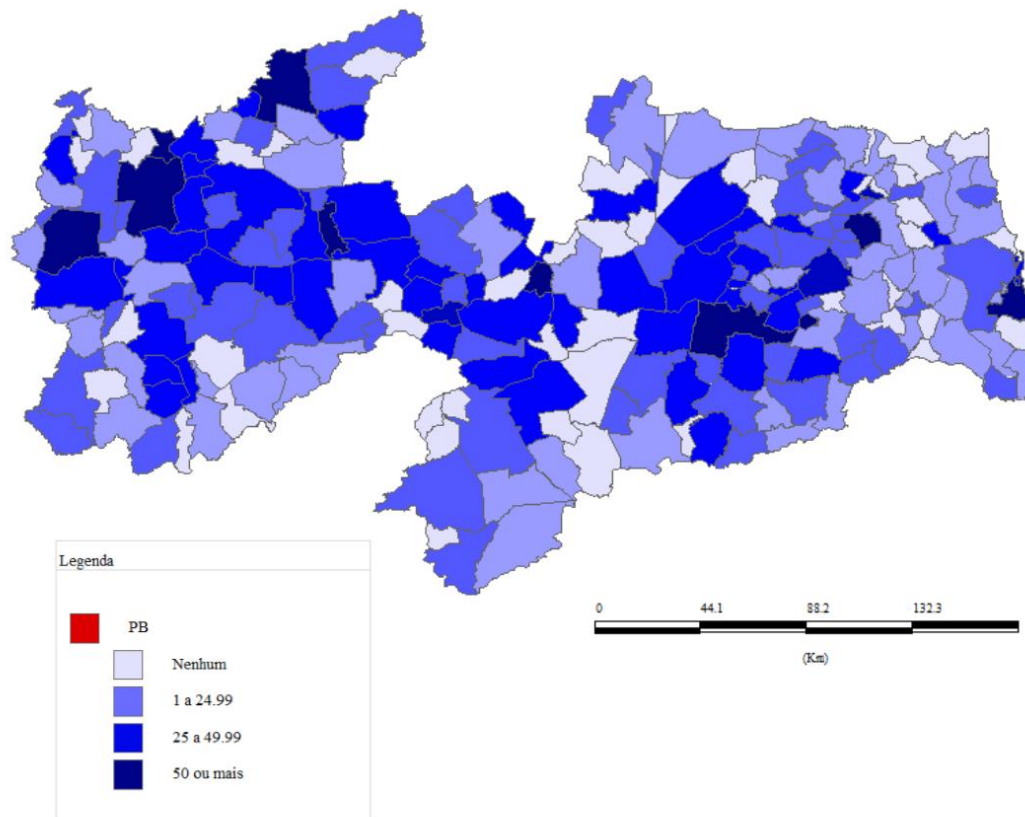 Legenda
PB
Nenhum
1 a 24.99
25 a 49.99
50 ou mais
0 44.1 88.2 132.3
(Km)